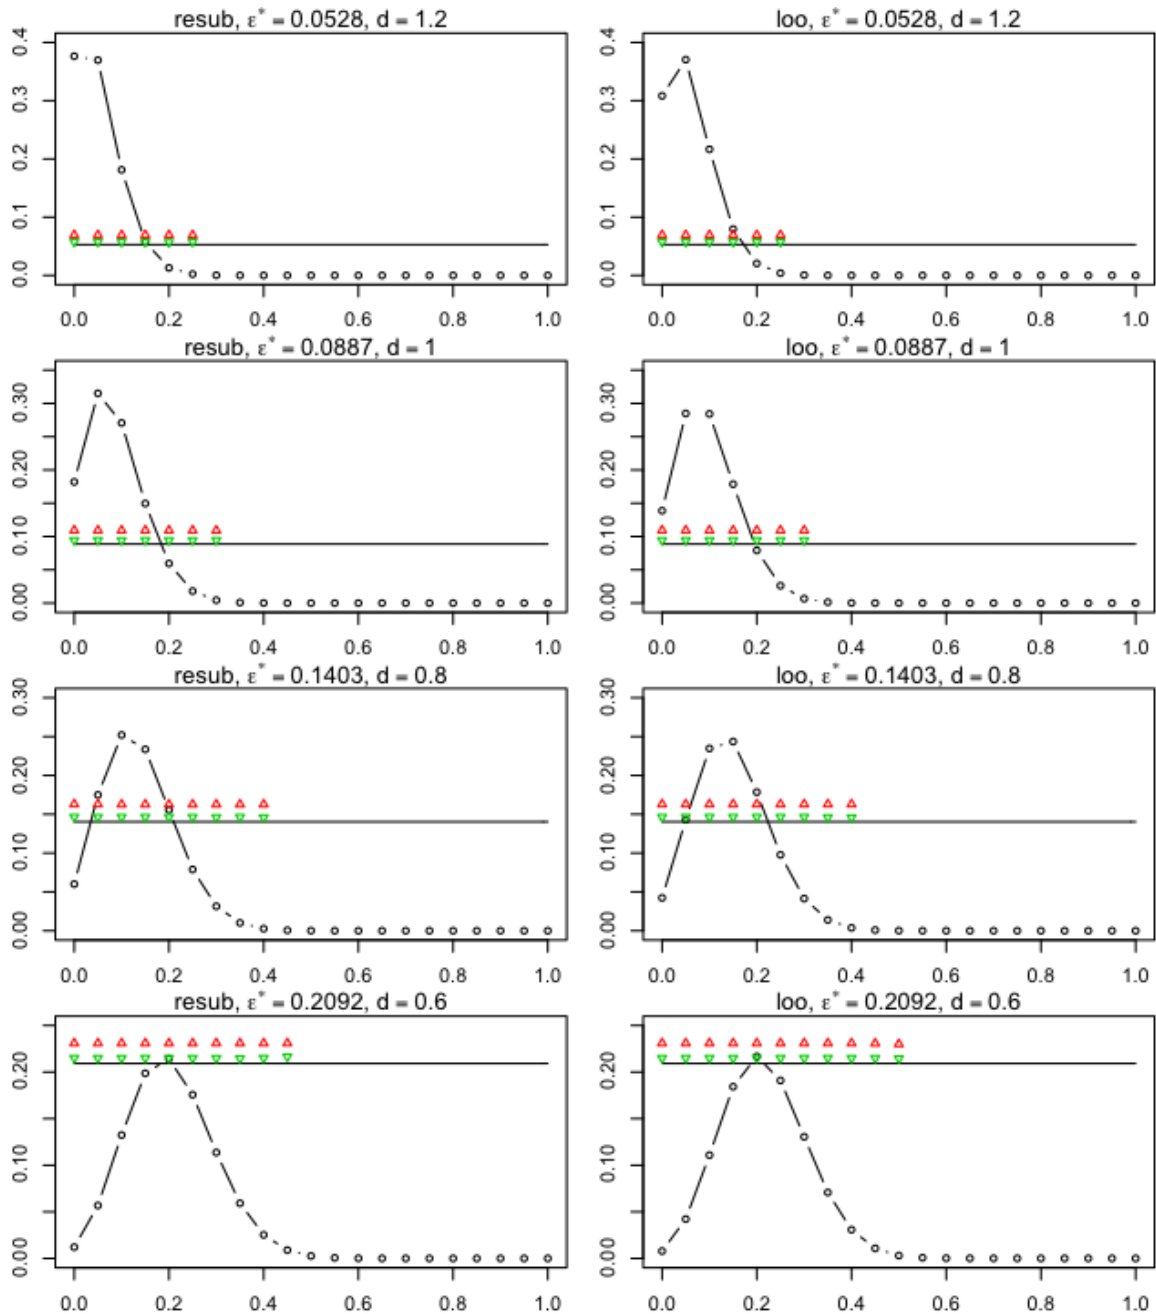 resub, ε* = 0.0528, d = 1.2
0.4
0.3
0.2
0.1
0.0
0.0 0.2 0.4 0.6 0.8 1.0
loo, ε* = 0.0528, d = 1.2
0.4
0.3
0.2
0.1
0.0
0.0 0.2 0.4 0.6 0.8 1.0
resub, ε* = 0.0887, d = 1
0.30
0.20
0.10
0.00
0.0 0.2 0.4 0.6 0.8 1.0
loo, ε* = 0.0887, d = 1
0.30
0.20
0.10
0.00
0.0 0.2 0.4 0.6 0.8 1.0
resub, ε* = 0.1403, d = 0.8
0.30
0.20
0.10
0.00
0.0 0.2 0.4 0.6 0.8 1.0
loo, ε* = 0.1403, d = 0.8
0.30
0.20
0.10
0.00
0.0 0.2 0.4 0.6 0.8 1.0
resub, ε* = 0.2092, d = 0.6
0.20
0.10
0.00
0.0 0.2 0.4 0.6 0.8 1.0
loo, ε* = 0.2092, d = 0.6
0.20
0.10
0.00
0.0 0.2 0.4 0.6 0.8 1.0